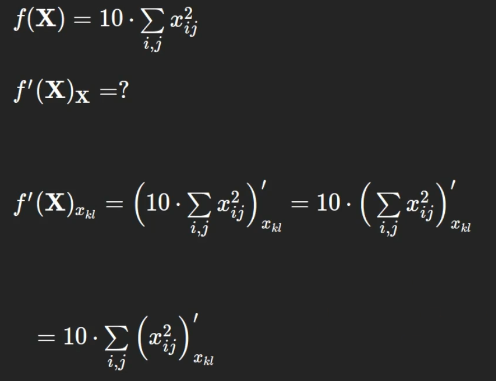 f(X) = 10 · ∑_{i,j} x_{ij}^2
f′(X)_X =?
f′(X)_{x_{kl}} = (10 · ∑_{i,j} x_{ij}^2)′_{x_{kl}} = 10 · (∑_{i,j} x_{ij}^2)′_{x_{kl}}
= 10 · ∑_{i,j} (x_{ij}^2)′_{x_{kl}}